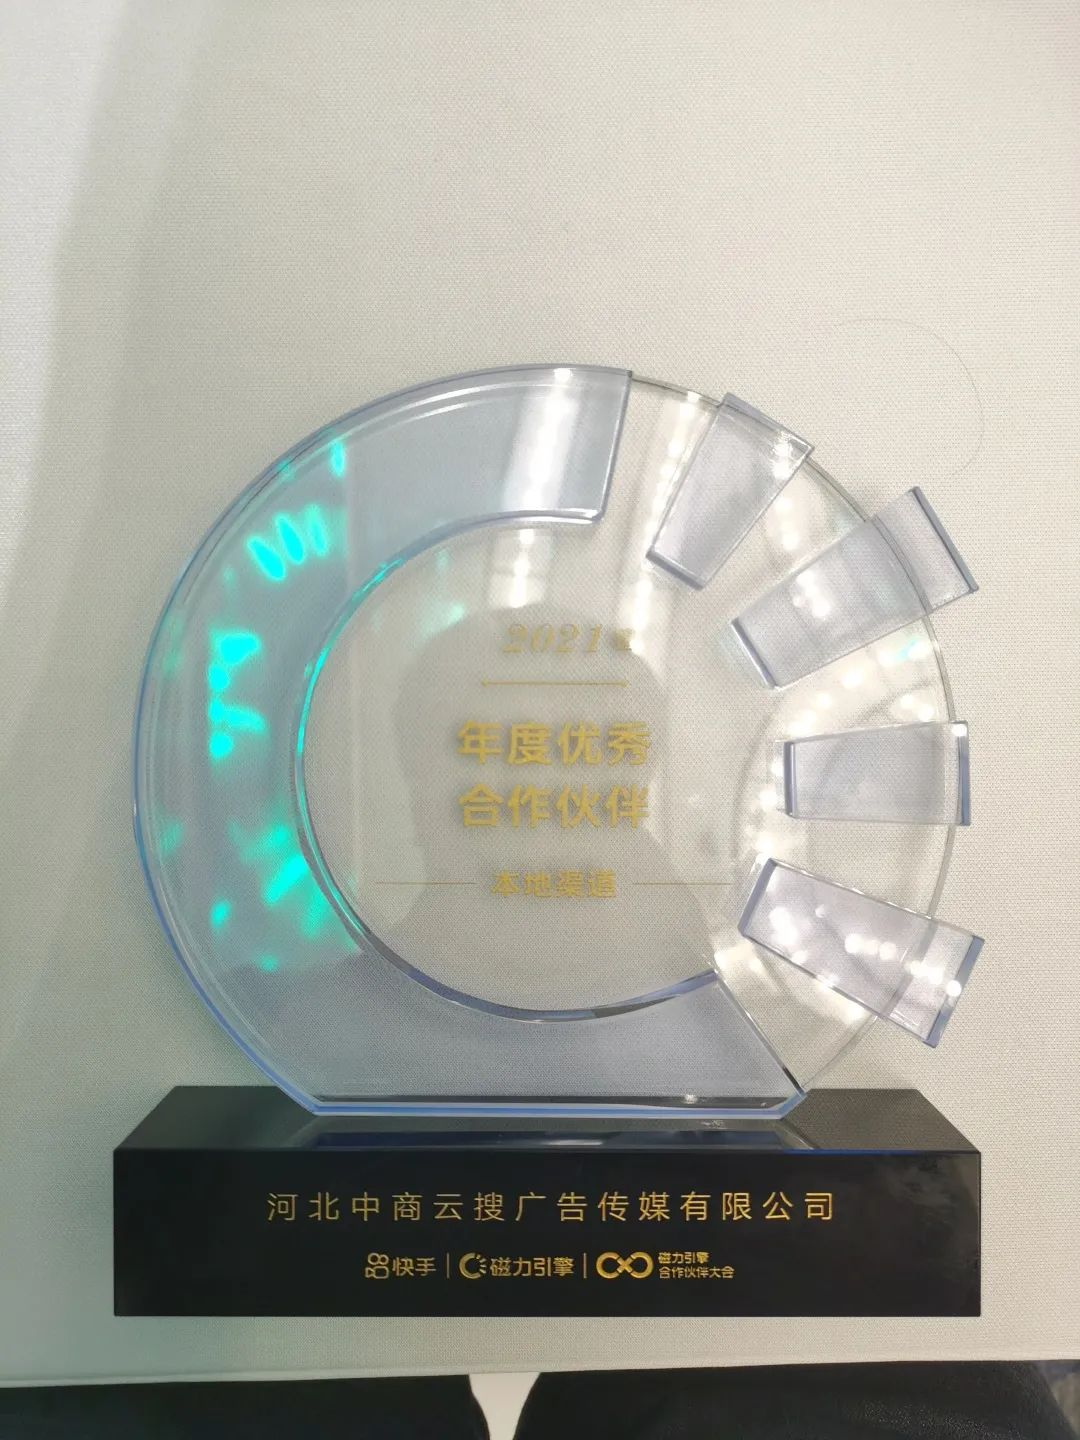 2021年
年度优秀
合作伙伴
本地渠道
河北中商云搜广告传媒有限公司
快手 | 磁力引擎 | 磁力引擎
合作伙伴大会